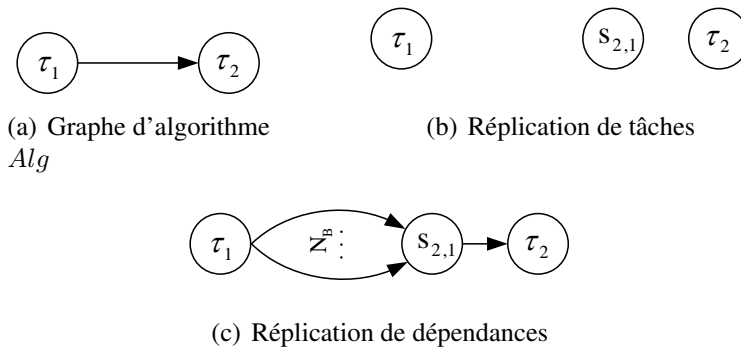 τ₁ τ₂
(a) Graphe d'algorithme
Alg
τ₁ s₂,₁ τ₂
(b) Réplication de tâches
τ₁ N_B ... s₂,₁ τ₂
(c) Réplication de dépendances